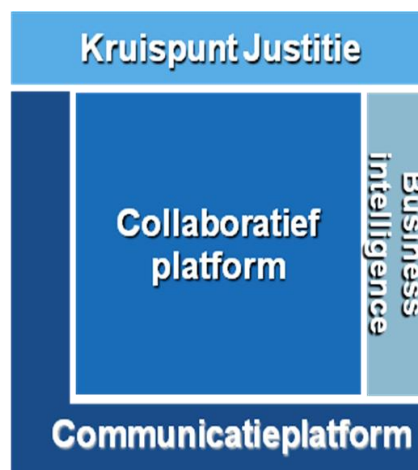 Kruispunt Justitie
Collaboratief
platform
Business
intelligence
Communicatieplatform